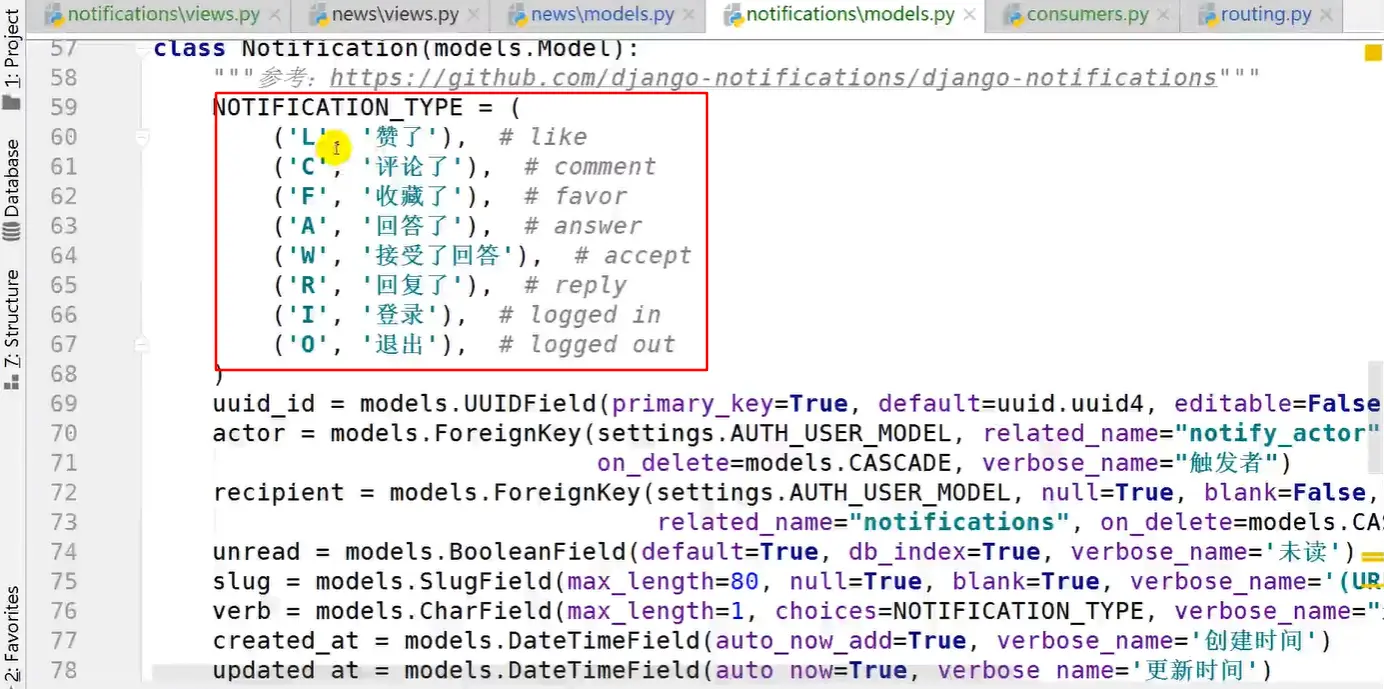 notifications\views.py
news\views.py
news\models.py
notifications\models.py
consumers.py
routing.py
1: Project
Database
7: Structure
2: Favorites
57 class Notification(models.Model):
58 """参考：https://github.com/django-notifications/django-notifications"""
59 NOTIFICATION_TYPE = (
60 ('L', '赞了'), # like
61 ('C', '评论了'), # comment
62 ('F', '收藏了'), # favor
63 ('A', '回答了'), # answer
64 ('W', '接受了回答'), # accept
65 ('R', '回复了'), # reply
66 ('I', '登录'), # logged in
67 ('O', '退出'), # logged out
68 )
69 uuid_id = models.UUIDField(primary_key=True, default=uuid.uuid4, editable=False
70 actor = models.ForeignKey(settings.AUTH_USER_MODEL, related_name="notify_actor"
71 on_delete=models.CASCADE, verbose_name="触发者")
72 recipient = models.ForeignKey(settings.AUTH_USER_MODEL, null=True, blank=False,
73 related_name="notifications", on_delete=models.CAS
74 unread = models.BooleanField(default=True, db_index=True, verbose_name='未读')
75 slug = models.SlugField(max_length=80, null=True, blank=True, verbose_name='(UR
76 verb = models.CharField(max_length=1, choices=NOTIFICATION_TYPE, verbose_name="
77 created_at = models.DateTimeField(auto_now_add=True, verbose_name='创建时间')
78 updated_at = models.DateTimeField(auto_now=True, verbose_name='更新时间')